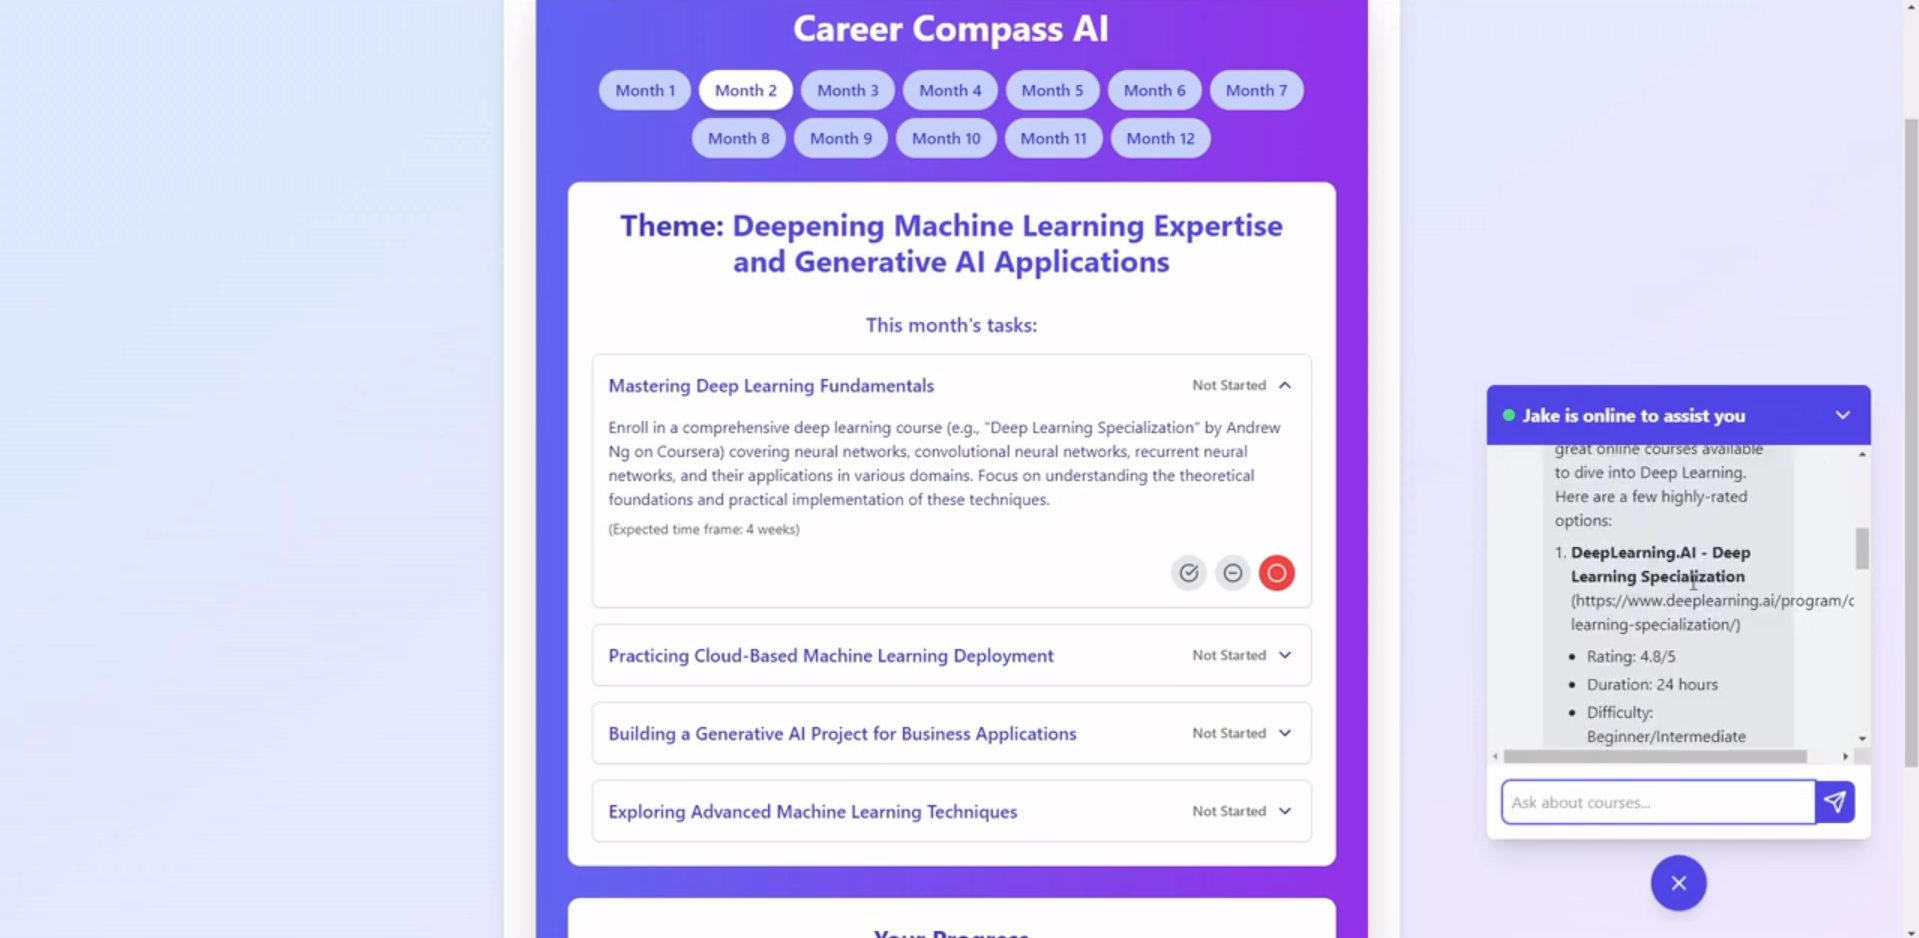 Career Compass AI
Month 1
Month 2
Month 3
Month 4
Month 5
Month 6
Month 7
Month 8
Month 9
Month 10
Month 11
Month 12
Theme: Deepening Machine Learning Expertise
and Generative AI Applications
This month's tasks:
Mastering Deep Learning Fundamentals
Not Started
Enroll in a comprehensive deep learning course (e.g., "Deep Learning Specialization" by Andrew
Ng on Coursera) covering neural networks, convolutional neural networks, recurrent neural
networks, and their applications in various domains. Focus on understanding the theoretical
foundations and practical implementation of these techniques.
(Expected time frame: 4 weeks)
Practicing Cloud-Based Machine Learning Deployment
Not Started
Building a Generative AI Project for Business Applications
Not Started
Exploring Advanced Machine Learning Techniques
Not Started
Your Progress
Jake is online to assist you
great online courses available
to dive into Deep Learning.
Here are a few highly-rated
options:
1. DeepLearning.AI - Deep
Learning Specialization
(https://www.deeplearning.ai/program/
learning-specialization/)
• Rating: 4.8/5
• Duration: 24 hours
• Difficulty:
Beginner/Intermediate
Ask about courses...